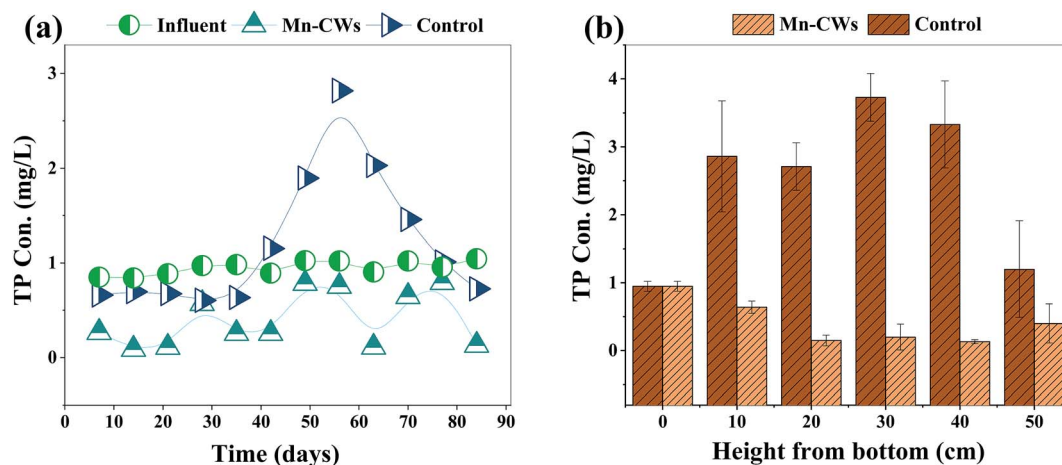 (a)
Influent Mn-CWs Control
TP Con. (mg/L)
3
2
1
0
0 10 20 30 40 50 60 70 80 90
Time (days)
(b)
Mn-CWs Control
TP Con. (mg/L)
4
3
2
1
0
0 10 20 30 40 50
Height from bottom (cm)